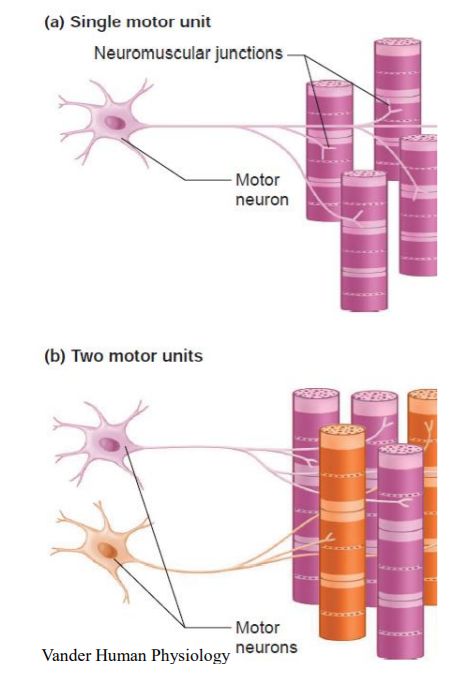 (a) Single motor unit
Neuromuscular junctions
Motor
neuron
(b) Two motor units
Motor
neurons
Vander Human Physiology